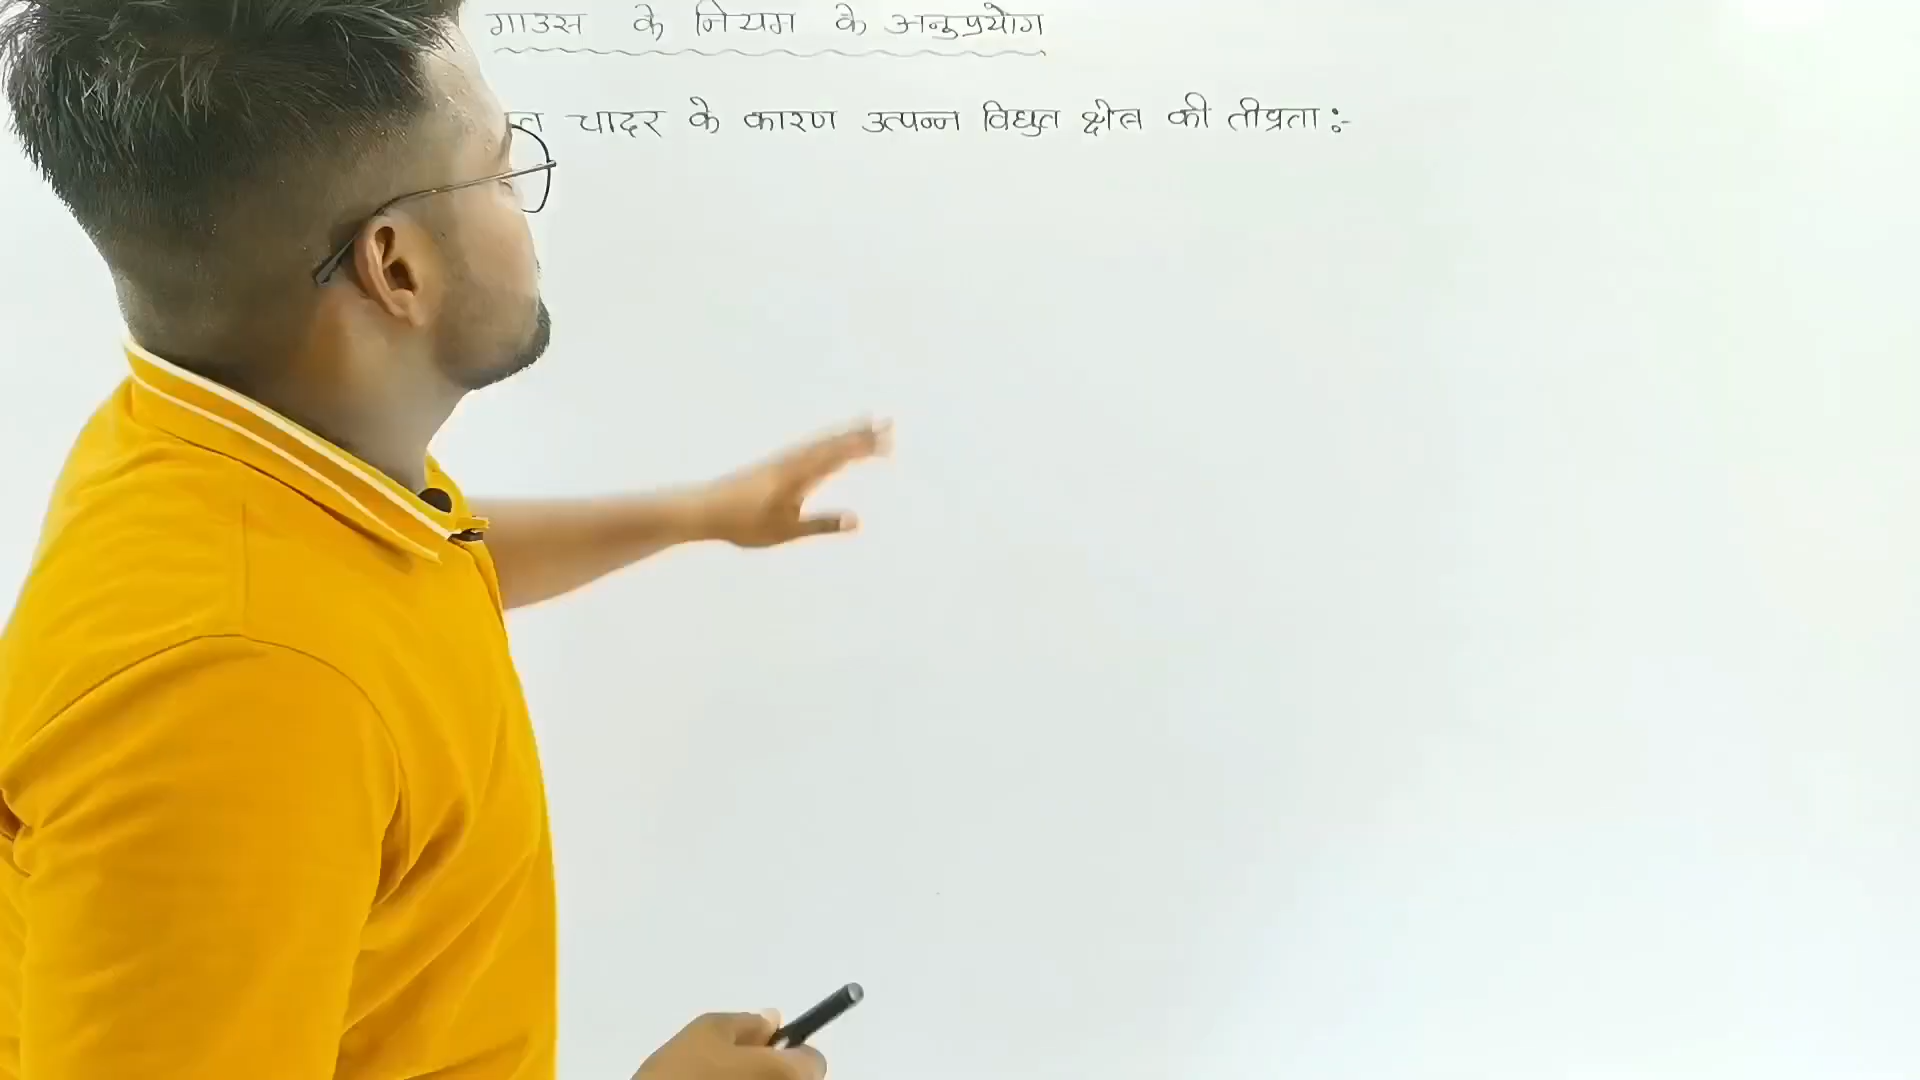 गाउस के नियम के अनुप्रयोग
चादर के कारण उत्पन्न विधुत क्षेत्र की तीव्रता :-